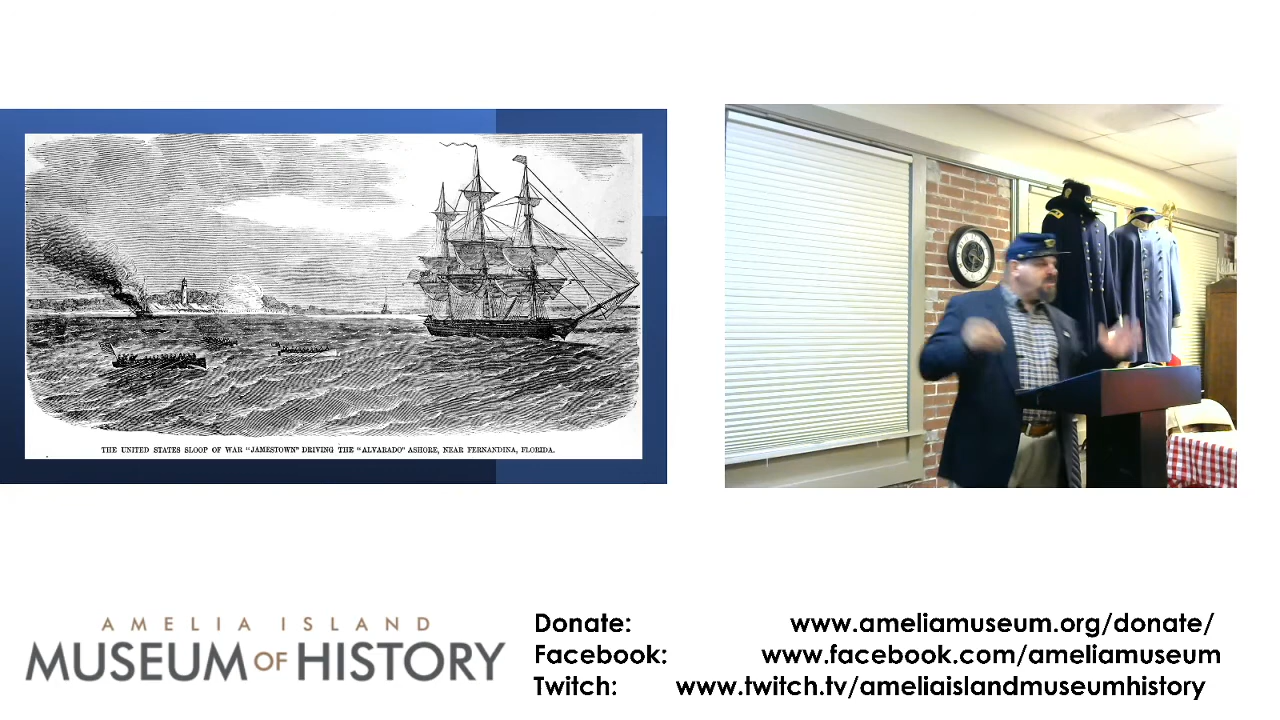 THE UNITED STATES SLOOP OF WAR "JAMESTOWN" DRIVING THE "ALVARADO" ASHORE, NEAR FERNANDINA, FLORIDA.
AMELIA ISLAND
MUSEUM OF HISTORY
Donate: www.ameliamuseum.org/donate/
Facebook: www.facebook.com/ameliamuseum
Twitch: www.twitch.tv/ameliaislandmuseumhistory